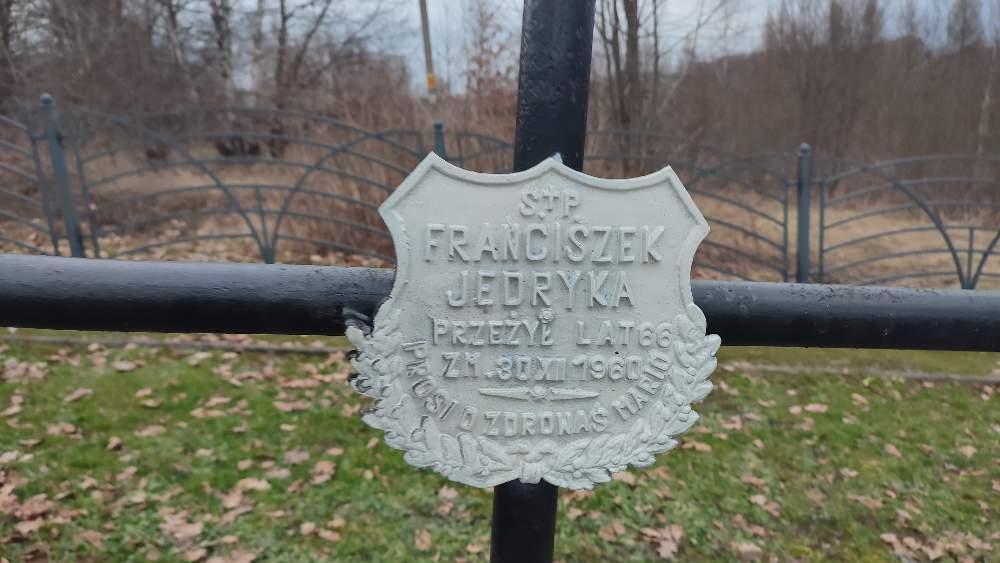 Ś.†P.
FRANCISZEK
JĘDRYKA
PRZEŻYŁ LAT 66
ZM. 30 XII 1960
PROSI O ZDROWAŚ MARIO